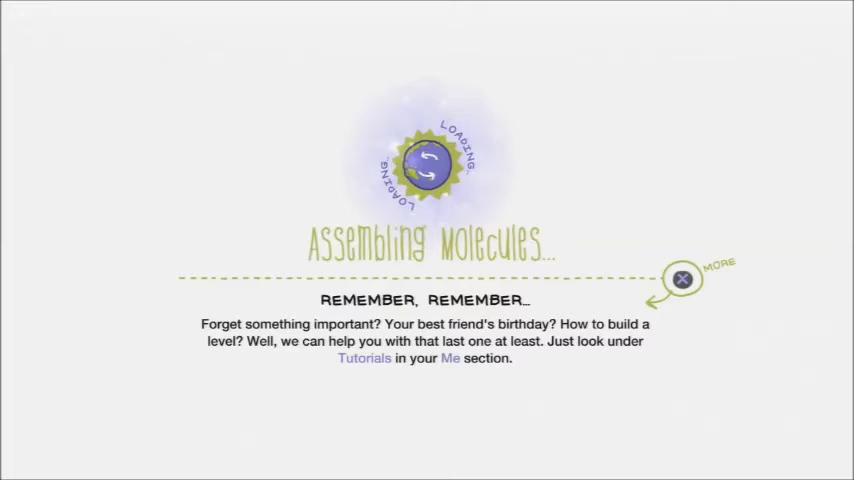 LOADING...
LOADING...
Assembling Molecules...
MORE
REMEMBER, REMEMBER...
Forget something important? Your best friend's birthday? How to build a
level? Well, we can help you with that last one at least. Just look under
Tutorials in your Me section.